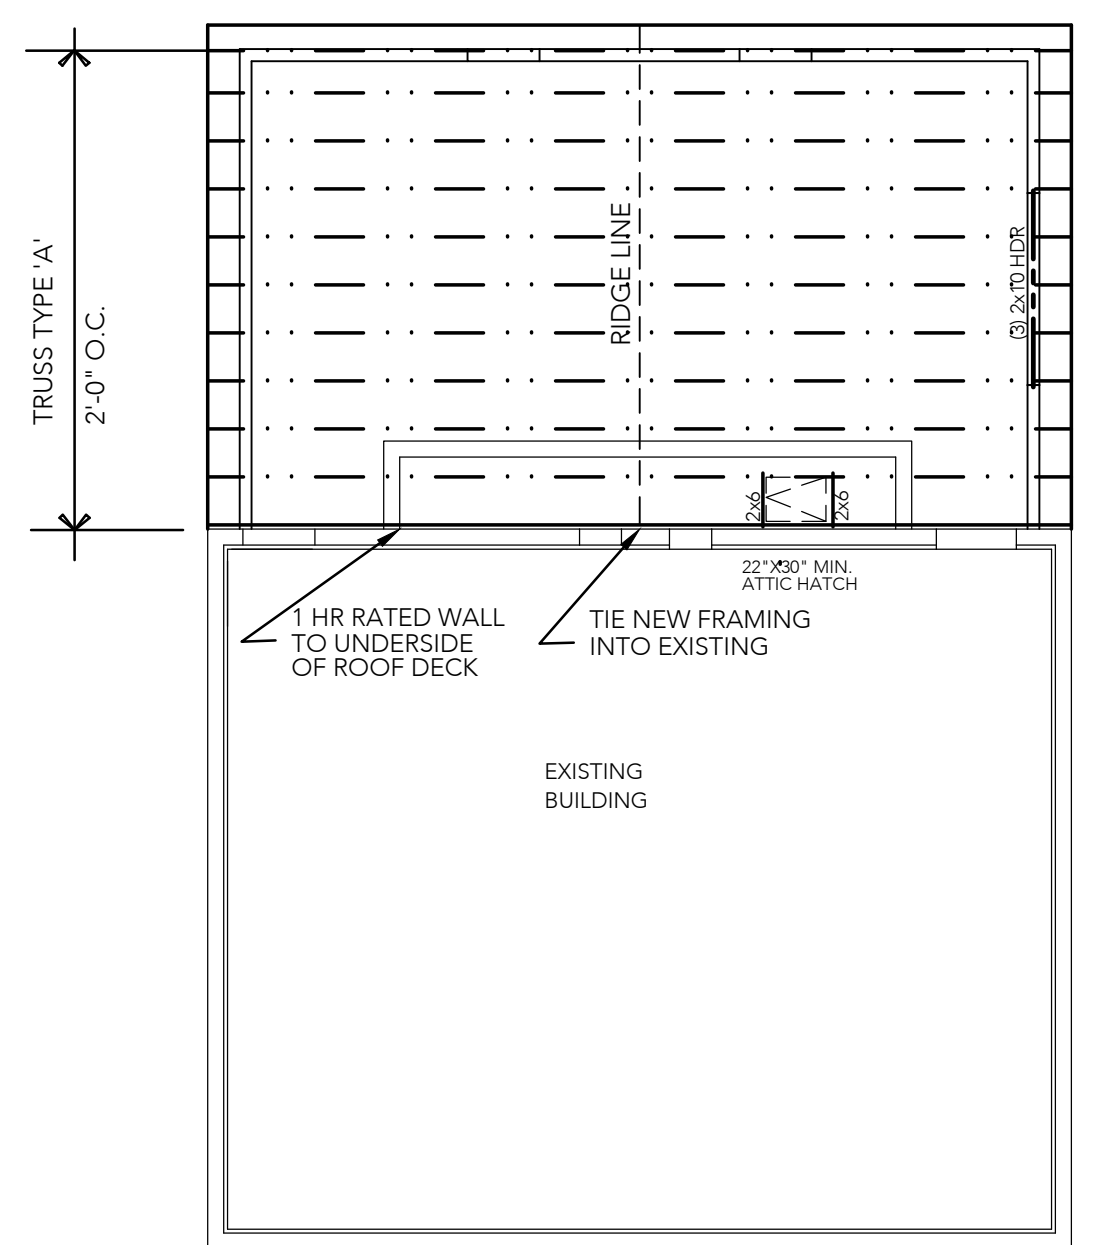 TRUSS TYPE 'A'
2'-0" O.C.
RIDGE LINE
(3) 2x10 HDR
2x6
2x6
22"X30" MIN.
ATTIC HATCH
1 HR RATED WALL
TO UNDERSIDE
OF ROOF DECK
TIE NEW FRAMING
INTO EXISTING
EXISTING
BUILDING